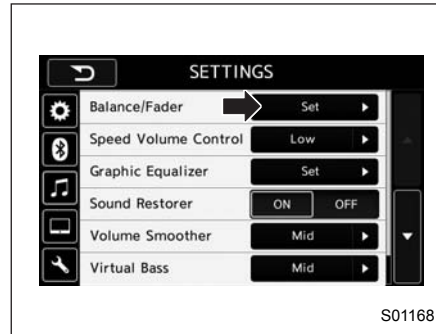 SETTINGS
Balance/Fader Set
Speed Volume Control Low
Graphic Equalizer Set
Sound Restorer ON OFF
Volume Smoother Mid
Virtual Bass Mid
S01168